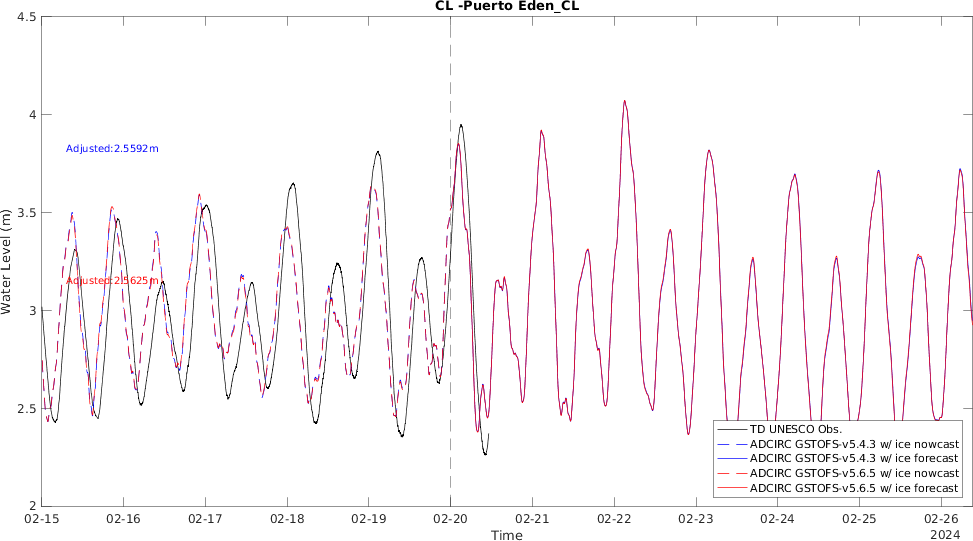 CL -Puerto Eden_CL
4.5
4
3.5
3
2.5
2
Water Level (m)
Adjusted:2.5592m
Adjusted:2.5625m
TD UNESCO Obs.
ADCIRC GSTOFS-v5.4.3 w/ ice nowcast
ADCIRC GSTOFS-v5.4.3 w/ ice forecast
ADCIRC GSTOFS-v5.6.5 w/ ice nowcast
ADCIRC GSTOFS-v5.6.5 w/ ice forecast
02-15 02-16 02-17 02-18 02-19 02-20 02-21 02-22 02-23 02-24 02-25 02-26
Time 2024